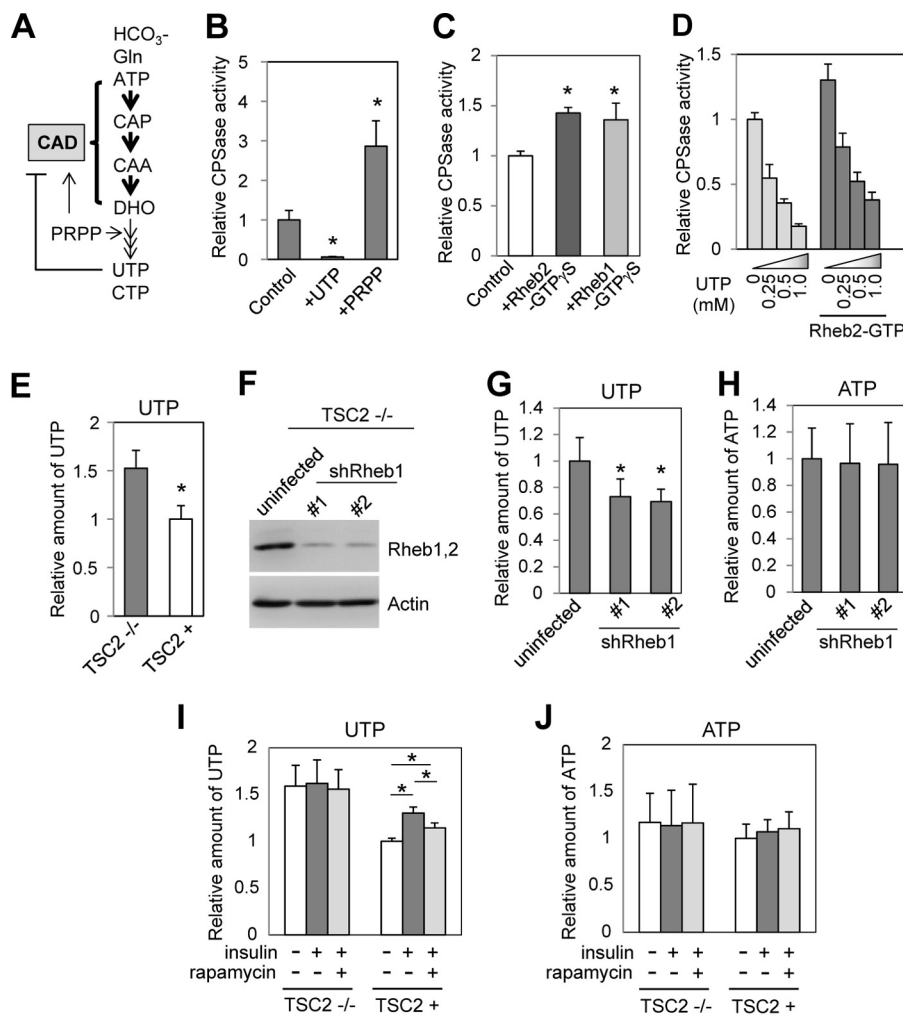 A
HCO3-
Gln
ATP
CAP
CAD
CAA
DHO
PRPP
UTP
CTP
B
Relative CPSase activity
5
4
3
2
1
0
*
*
Control
+UTP
+PRPP
C
Relative CPSase activity
2
1.5
1
0.5
0
*
*
Control
+Rheb2
-GTPγS
+Rheb1
-GTPγS
D
Relative CPSase activity
1.5
1
0.5
0
UTP
(mM)
0
0.25
0.5
1.0
0
0.25
0.5
1.0
Rheb2-GTP
E
UTP
Relative amount of UTP
2
1.5
1
0.5
0
*
TSC2 -/-
TSC2 +
F
TSC2 -/-
uninfected
shRheb1
#1
#2
Rheb1,2
Actin
G
UTP
Relative amount of UTP
1.4
1.2
1
0.8
0.6
0.4
0.2
0
*
*
uninfected
#1
#2
shRheb1
H
ATP
Relative amount of ATP
1.4
1.2
1
0.8
0.6
0.4
0.2
0
uninfected
#1
#2
shRheb1
I
UTP
Relative amount of UTP
2
1.5
1
0.5
0
*
*
*
insulin - + + - + +
rapamycin - - + - - +
TSC2 -/- TSC2 +
J
ATP
Relative amount of ATP
2
1.5
1
0.5
0
insulin - + + - + +
rapamycin - - + - - +
TSC2 -/- TSC2 +